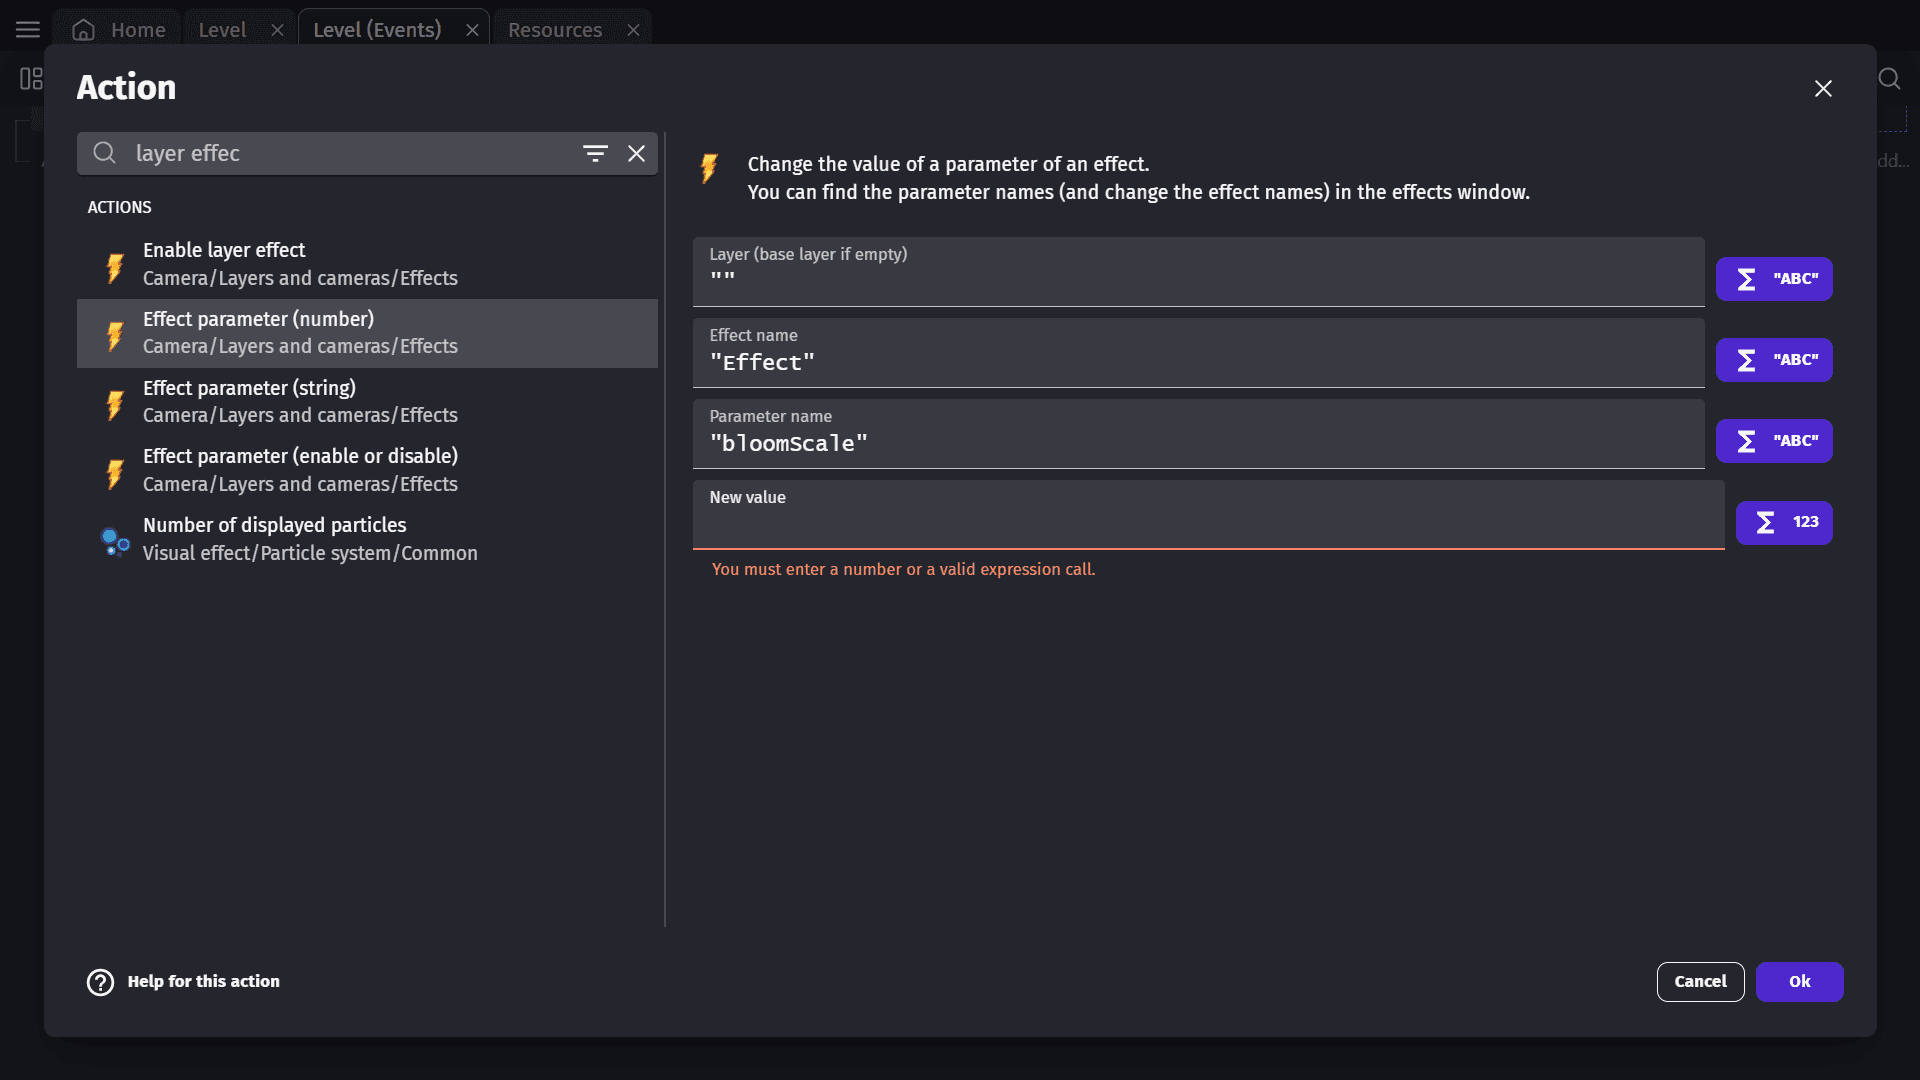 Home
Level
Level (Events)
Resources
Action
layer effec
ACTIONS
Enable layer effect
Camera/Layers and cameras/Effects
Effect parameter (number)
Camera/Layers and cameras/Effects
Effect parameter (string)
Camera/Layers and cameras/Effects
Effect parameter (enable or disable)
Camera/Layers and cameras/Effects
Number of displayed particles
Visual effect/Particle system/Common
Change the value of a parameter of an effect.
You can find the parameter names (and change the effect names) in the effects window.
Layer (base layer if empty)
""
"ABC"
Effect name
"Effect"
"ABC"
Parameter name
"bloomScale"
"ABC"
New value
123
You must enter a number or a valid expression call.
dd...
Help for this action
Cancel
Ok